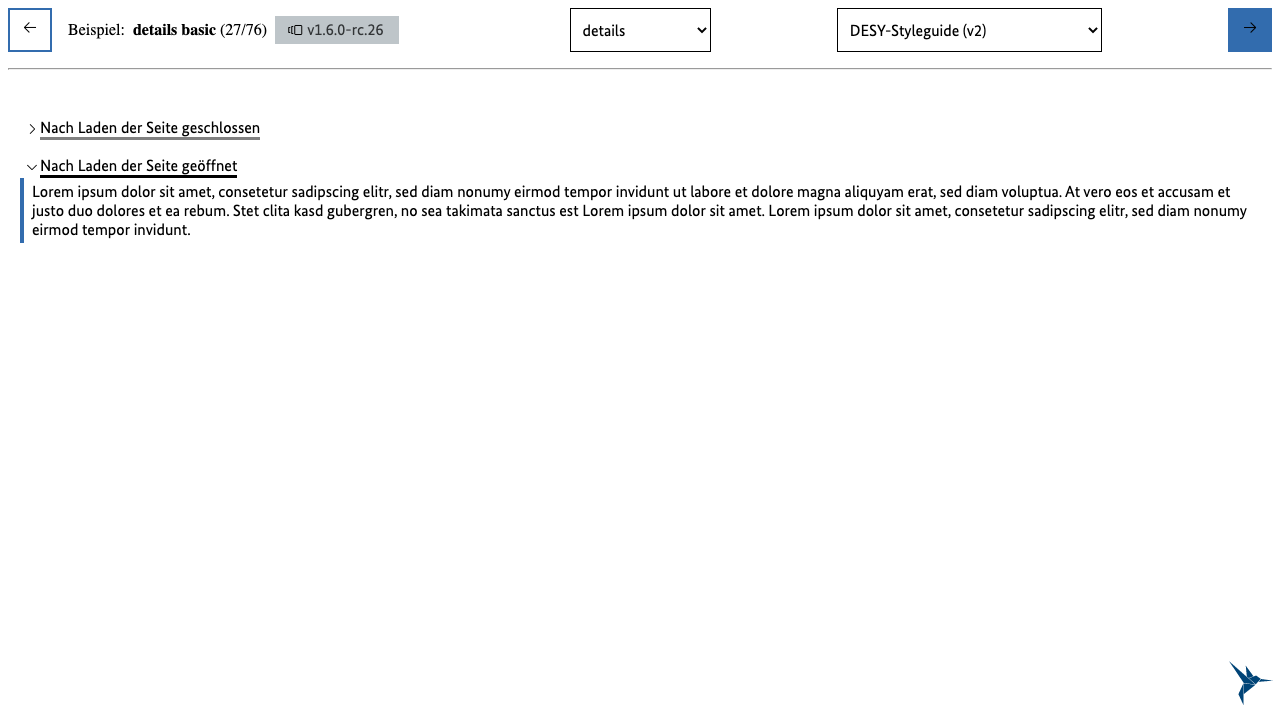 Beispiel: details basic (27/76) v1.6.0-rc.26 details DESY-Styleguide (v2)
Nach Laden der Seite geschlossen
Nach Laden der Seite geöffnet
Lorem ipsum dolor sit amet, consetetur sadipscing elitr, sed diam nonumy eirmod tempor invidunt ut labore et dolore magna aliquyam erat, sed diam voluptua. At vero eos et accusam et
justo duo dolores et ea rebum. Stet clita kasd gubergren, no sea takimata sanctus est Lorem ipsum dolor sit amet. Lorem ipsum dolor sit amet, consetetur sadipscing elitr, sed diam nonumy
eirmod tempor invidunt.